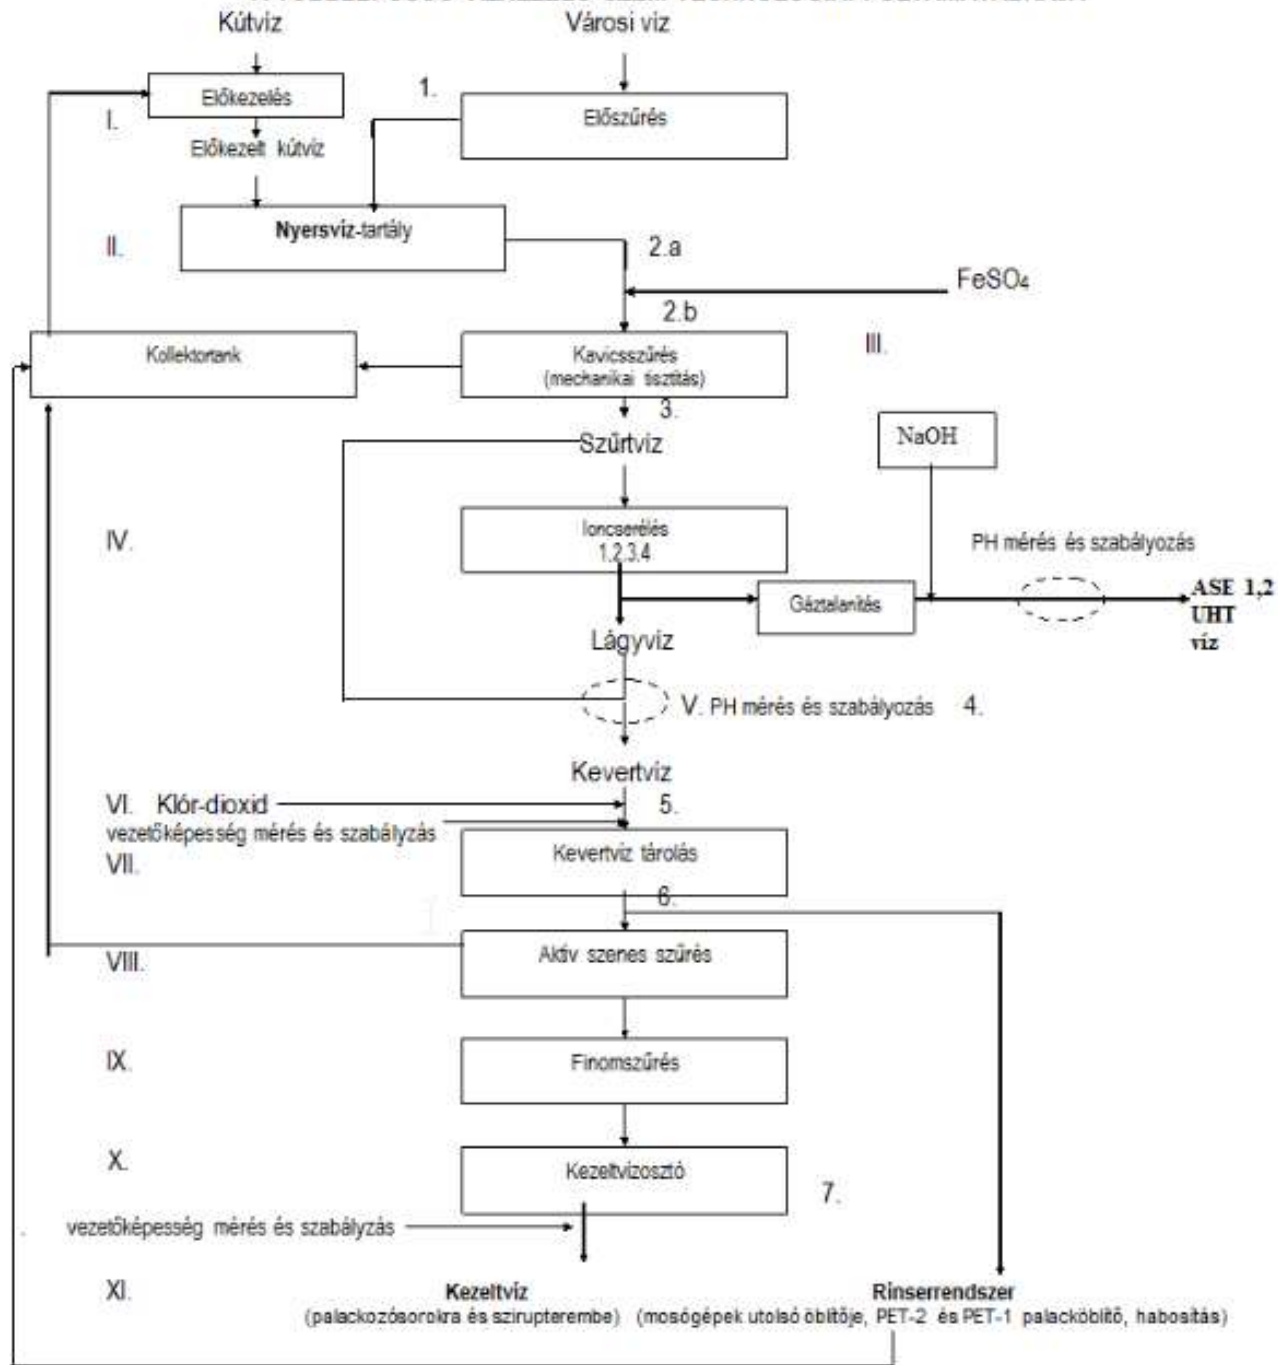 Kútvíz
Városi víz
Előkezelés
1.
Előszűrés
I.
Előkezelt kútvíz
Nyersvíz-tartály
II.
2.a
FeSO4
2.b
Kollektortank
Kavicsszűrés
(mechanikai tisztítás)
III.
3.
Szűrtvíz
NaOH
Ioncserélés
1,2,3,4
IV.
PH mérés és szabályozás
Gáztalanítás
ASE 1,2
UHT
víz
Lágyvíz
V. PH mérés és szabályozás 4.
Kevertvíz
VI. Klór-dioxid
5.
vezetőképesség mérés és szabályzás
VII.
Kevertvíz tárolás
6.
VIII.
Aktív szenes szűrés
IX.
Finomszűrés
X.
Kezeltvízosztó
7.
vezetőképesség mérés és szabályzás
XI.
Kezeltvíz
(palackozósorokra és szirupterembe)
Rinserrendszer
(mosógépek utolsó öblítője, PET-2 és PET-1 palacköblítő, habosítás)